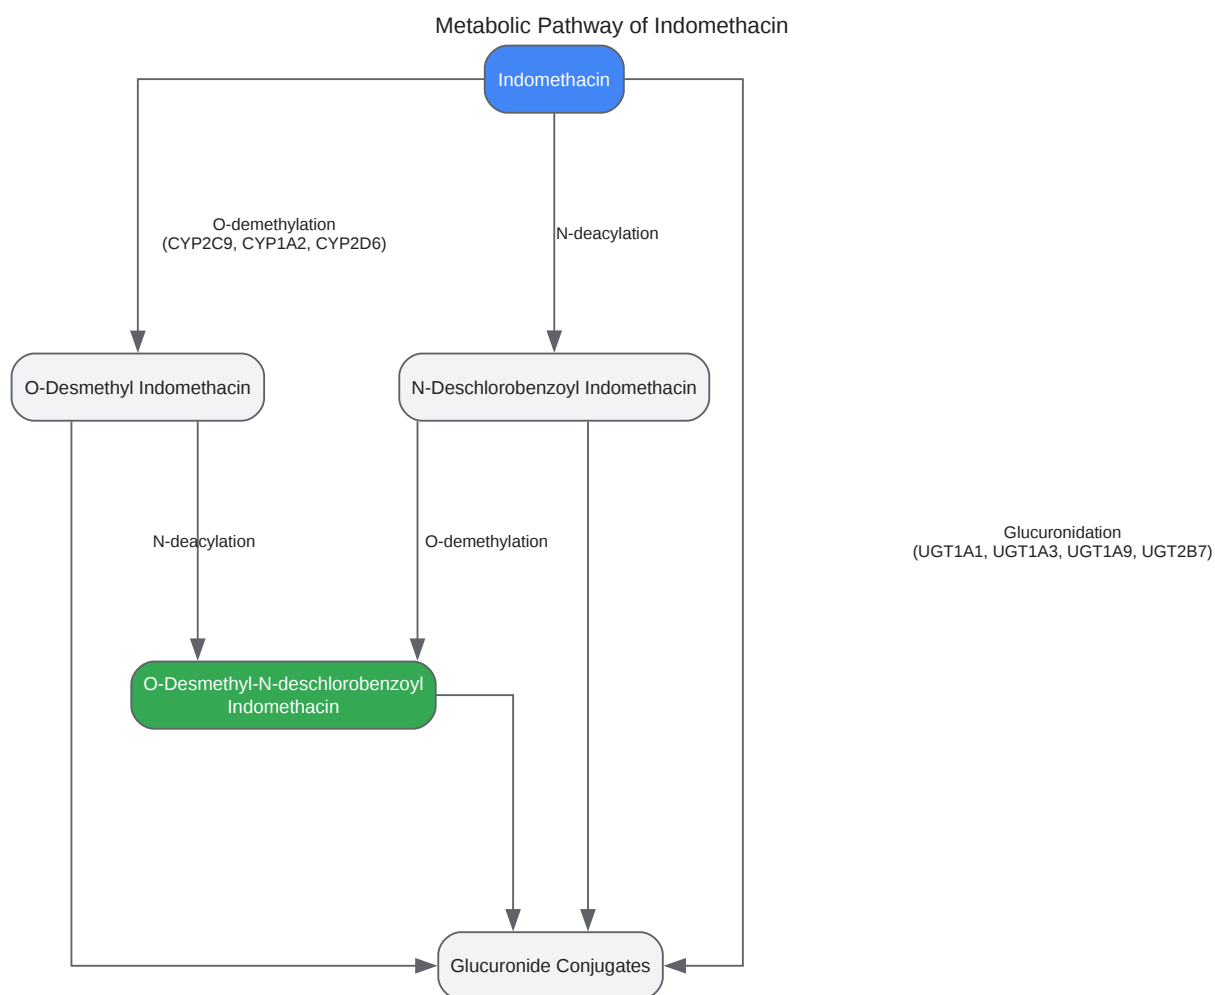 Metabolic Pathway of Indomethacin
Indomethacin
O-demethylation
(CYP2C9, CYP1A2, CYP2D6)
N-deacylation
O-Desmethyl Indomethacin
N-Deschlorobenzoyl Indomethacin
N-deacylation
O-demethylation
Glucuronidation
(UGT1A1, UGT1A3, UGT1A9, UGT2B7)
O-Desmethyl-N-deschlorobenzoyl
Indomethacin
Glucuronide Conjugates